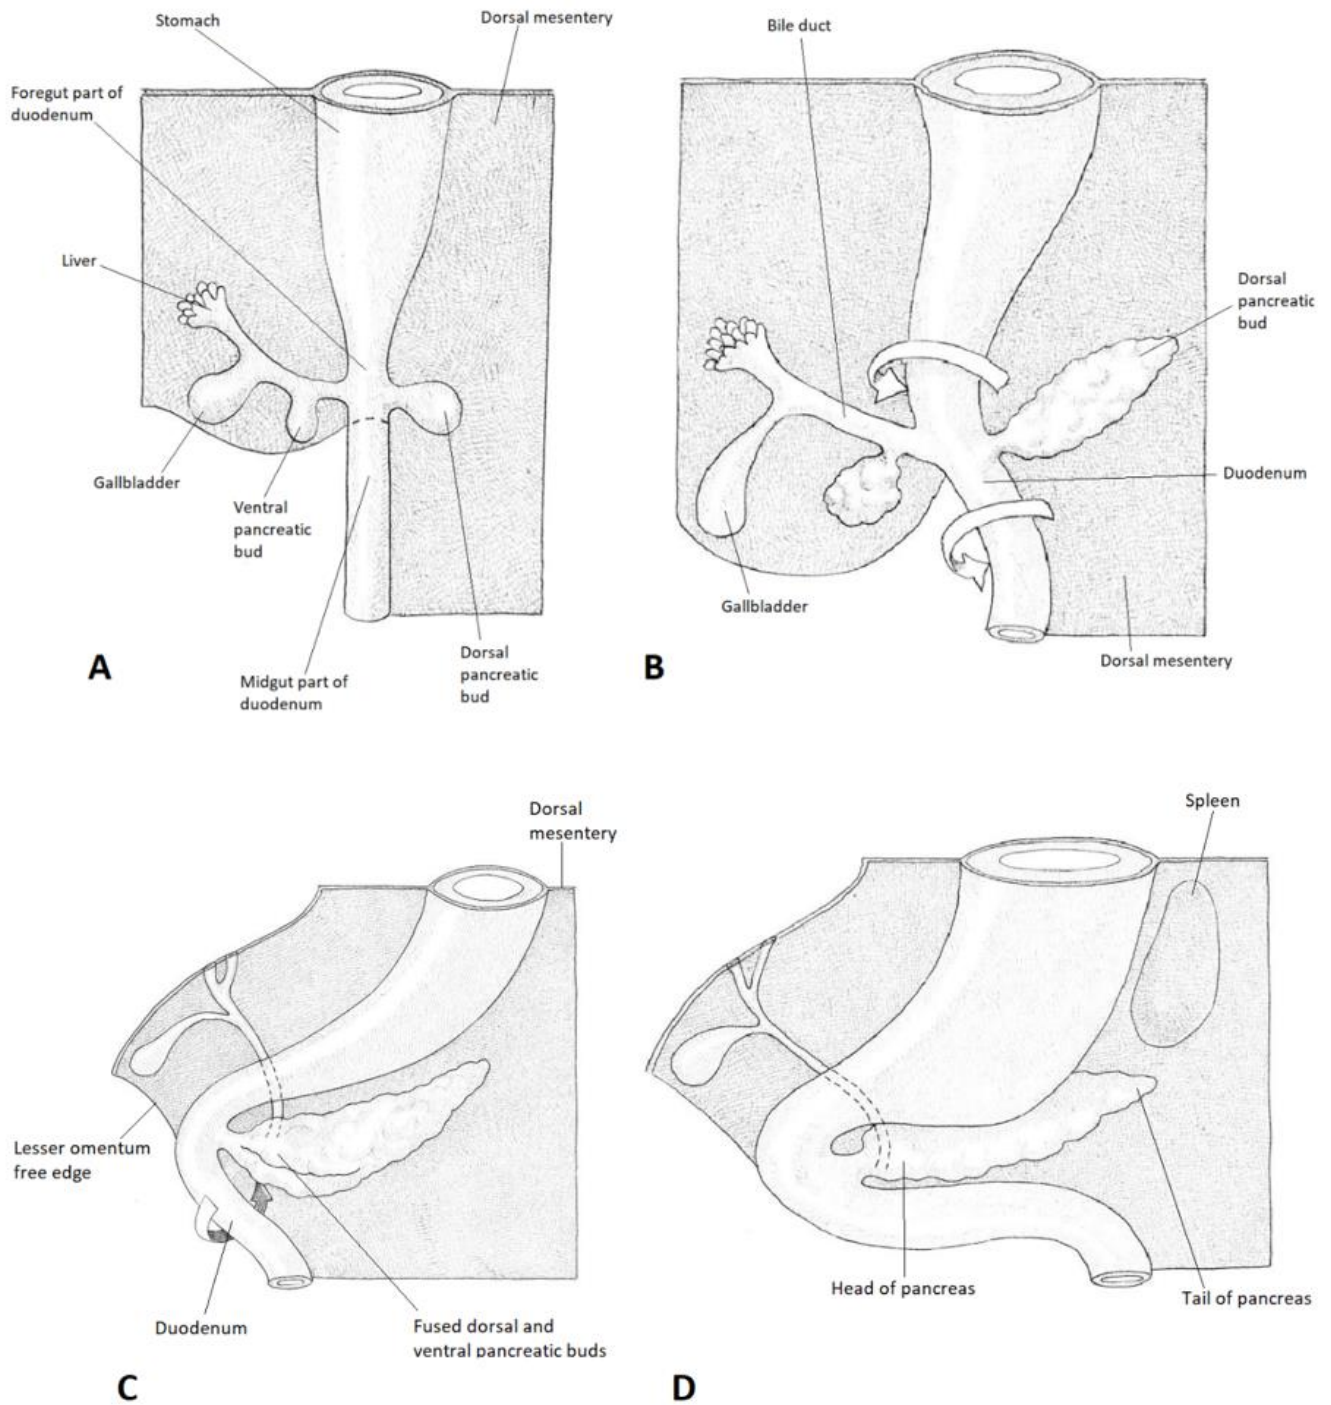 Stomach
Dorsal mesentery
Foregut part of
duodenum
Liver
Gallbladder
Ventral
pancreatic
bud
Midgut part of
duodenum
Dorsal
pancreatic
bud
A
Bile duct
Dorsal
pancreatic
bud
Duodenum
Gallbladder
Dorsal mesentery
B
Dorsal
mesentery
Lesser omentum
free edge
Duodenum
Fused dorsal and
ventral pancreatic buds
C
Spleen
Head of pancreas
Tail of pancreas
D